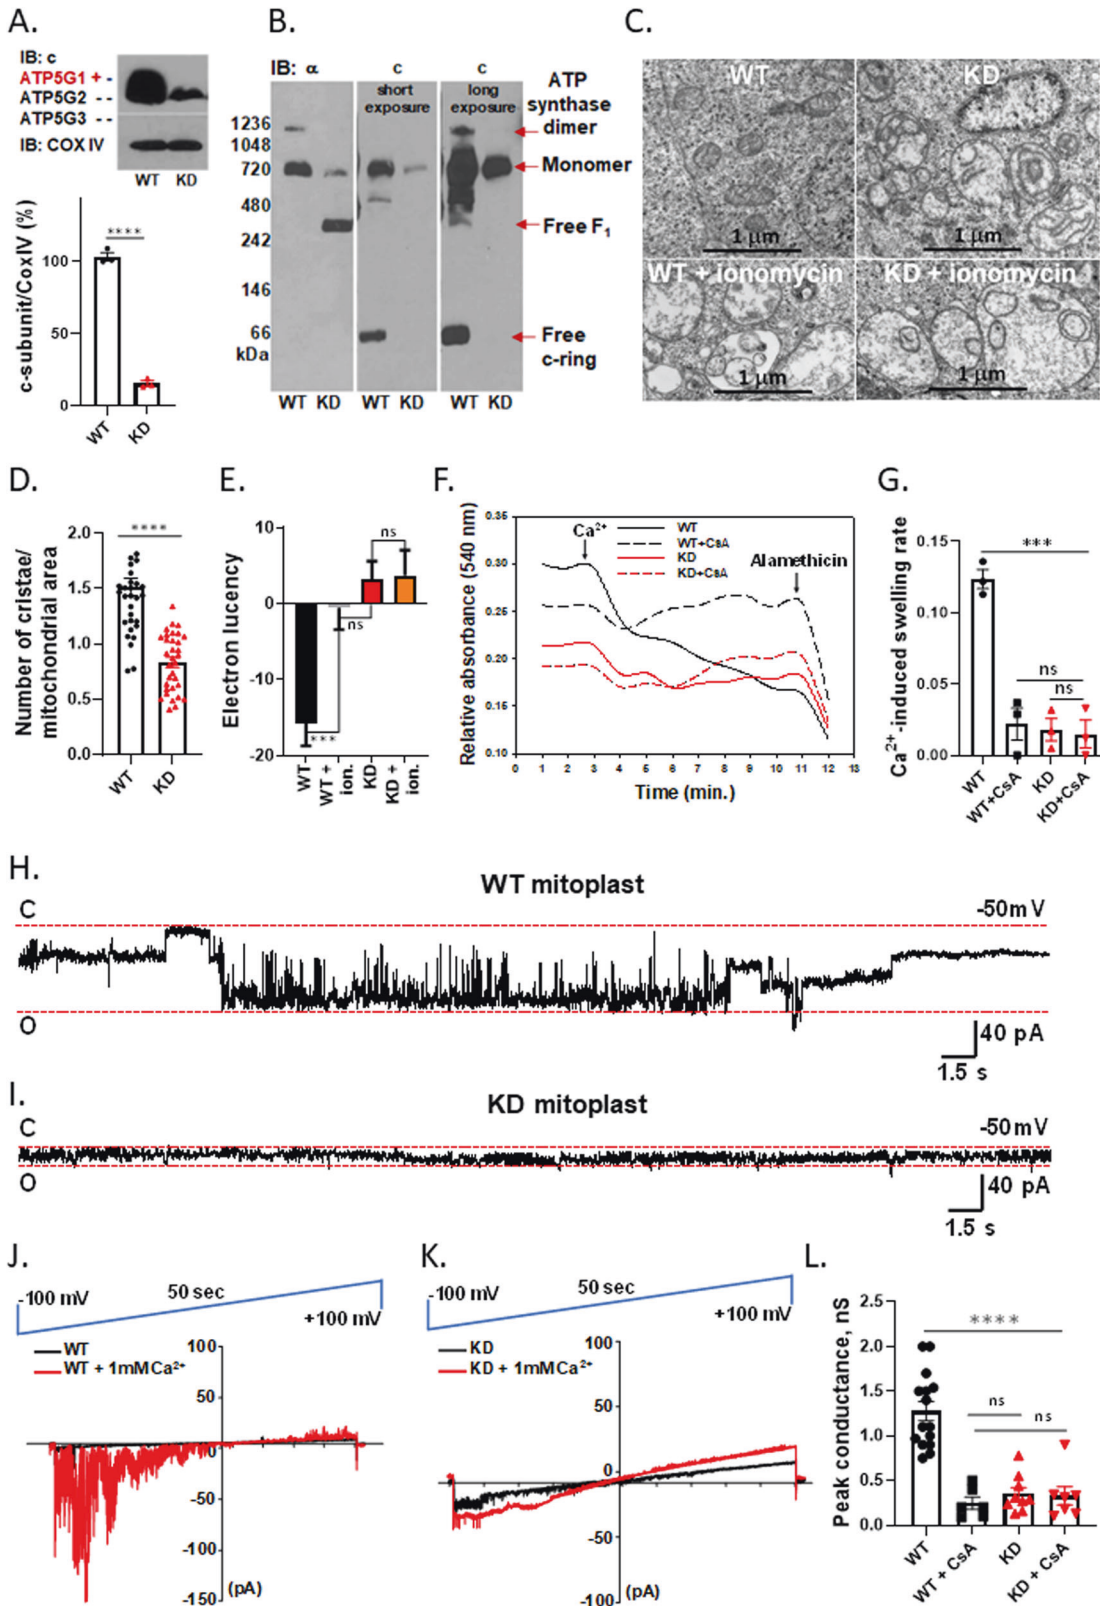 A.
IB: c
ATP5G1 + -
ATP5G2 - -
ATP5G3
IB: COX IV
WT KD
c-subunit/Cox IV (%)
****
100
50
0
WT
KD
B.
IB: α c c
short exposure
long exposure
ATP synthase dimer
Monomer
Free F1
Free c-ring
1236
1048
720
480
242
146
66
kDa
WT KD WT KD WT KD
C.
WT
KD
1 μm
1 μm
WT + ionomycin
KD + ionomycin
1 μm
1 μm
D.
Number of cristae/
mitochondrial area
****
2.0
1.5
1.0
0.5
0.0
WT
KD
E.
Electron lucency
10
0
-10
-20
ns
ns
***
WT
WT + ion.
KD
KD + ion.
F.
Relative absorbance (540 nm)
0.35
0.30
0.25
0.20
0.15
0.10
Ca²⁺
WT
WT+CsA
KD
KD+CsA
Alamethicin
0 1 2 3 4 5 6 7 8 9 10 11 12 13
Time (min.)
G.
Ca²⁺-induced swelling rate
0.15
0.10
0.05
0.00
***
ns
ns
WT
WT+CsA
KD
KD+CsA
H.
WT mitoplast
C
-50mV
O
40 pA
1.5 s
I.
KD mitoplast
C
-50mV
O
40 pA
1.5 s
J.
-100 mV
50 sec
+100 mV
WT
WT + 1mMCa²⁺
100
50
0
-50
-100
-150
(pA)
K.
-100 mV
50 sec
+100 mV
KD
KD + 1mMCa²⁺
100
50
0
-50
-100
(pA)
L.
Peak conductance, nS
2.5
2.0
1.5
1.0
0.5
0.0
****
ns
ns
WT
WT + CsA
KD
KD + CsA